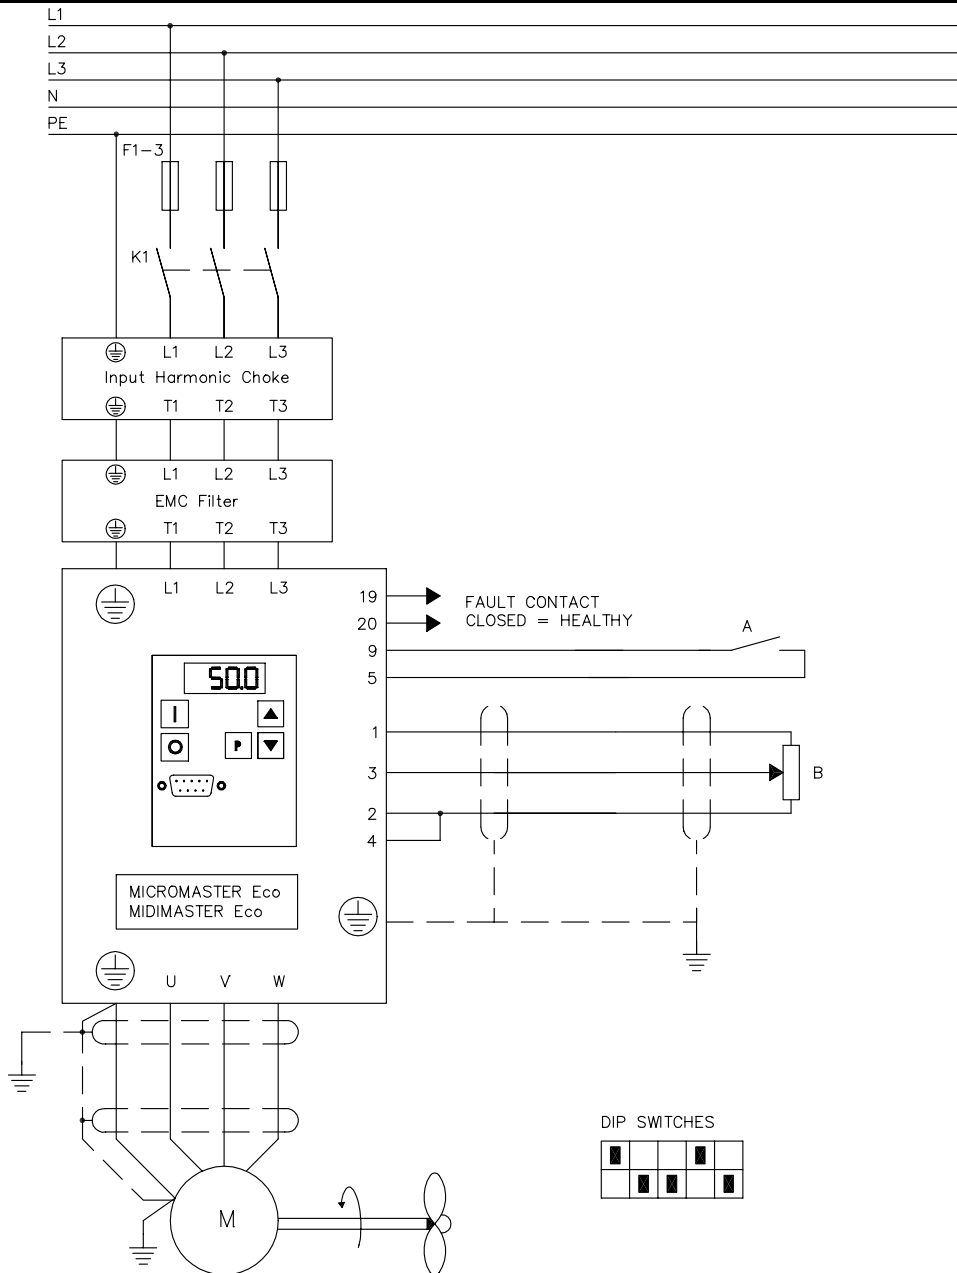 L1
L2
L3
N
PE
F1-3
K1
L1 L2 L3
Input Harmonic Choke
T1 T2 T3
L1 L2 L3
EMC Filter
T1 T2 T3
L1 L2 L3
19
20
FAULT CONTACT
CLOSED = HEALTHY
9
A
5
50.0
I
O
P
1
3
B
2
4
MICROMASTER Eco
MIDIMASTER Eco
U V W
M
DIP SWITCHES